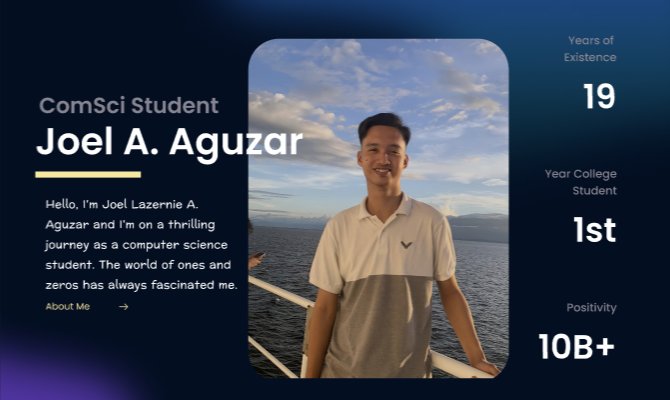 ComSci Student
Joel A. Aguzar
Hello, I'm Joel Lazernie A.
Aguzar and I'm on a thrilling
journey as a computer science
student. The world of ones and
zeros has always fascinated me.
About Me
Years of
Existence
19
Year College
Student
1st
Positivity
10B+